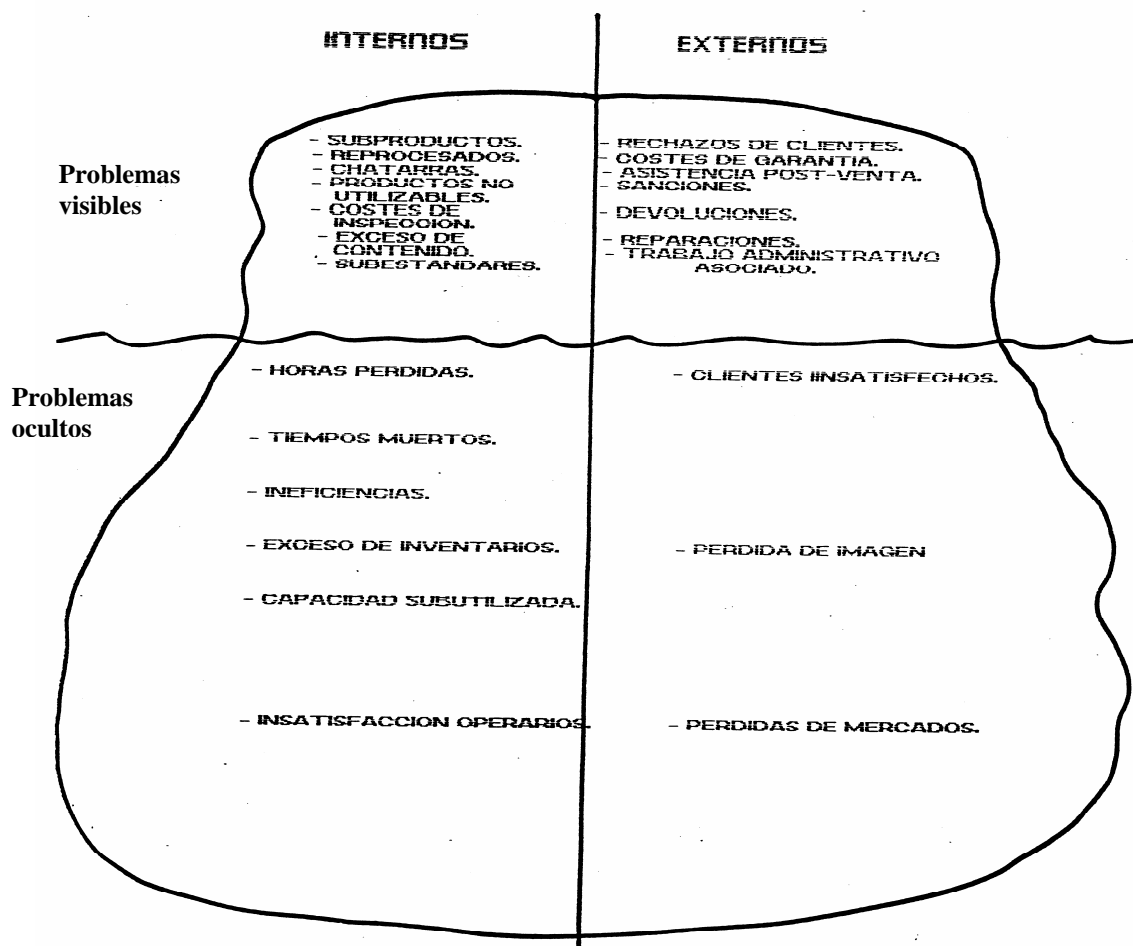 INTERNOS
EXTERNOS
Problemas
visibles
- SUBPRODUCTOS.
- REPROCESADOS.
- CHATARRAS.
- PRODUCTOS NO
UTILIZABLES.
- COSTES DE
INSPECCION.
- EXCESO DE
CONTENIDO.
- SUBESTANDARES.
- RECHAZOS DE CLIENTES.
- COSTES DE GARANTIA.
- ASISTENCIA POST-VENTA.
- SANCIONES.
- DEVOLUCIONES.
- REPARACIONES.
- TRABAJO ADMINISTRATIVO
ASOCIADO.
Problemas
ocultos
- HORAS PERDIDAS.
- TIEMPOS MUERTOS.
- INEFICIENCIAS.
- EXCESO DE INVENTARIOS.
- CAPACIDAD SUBUTILIZADA.
- INSATISFACCION OPERARIOS.
- CLIENTES IINSATISFECHOS.
- PERDIDA DE IMAGEN
- PERDIDAS DE MERCADOS.